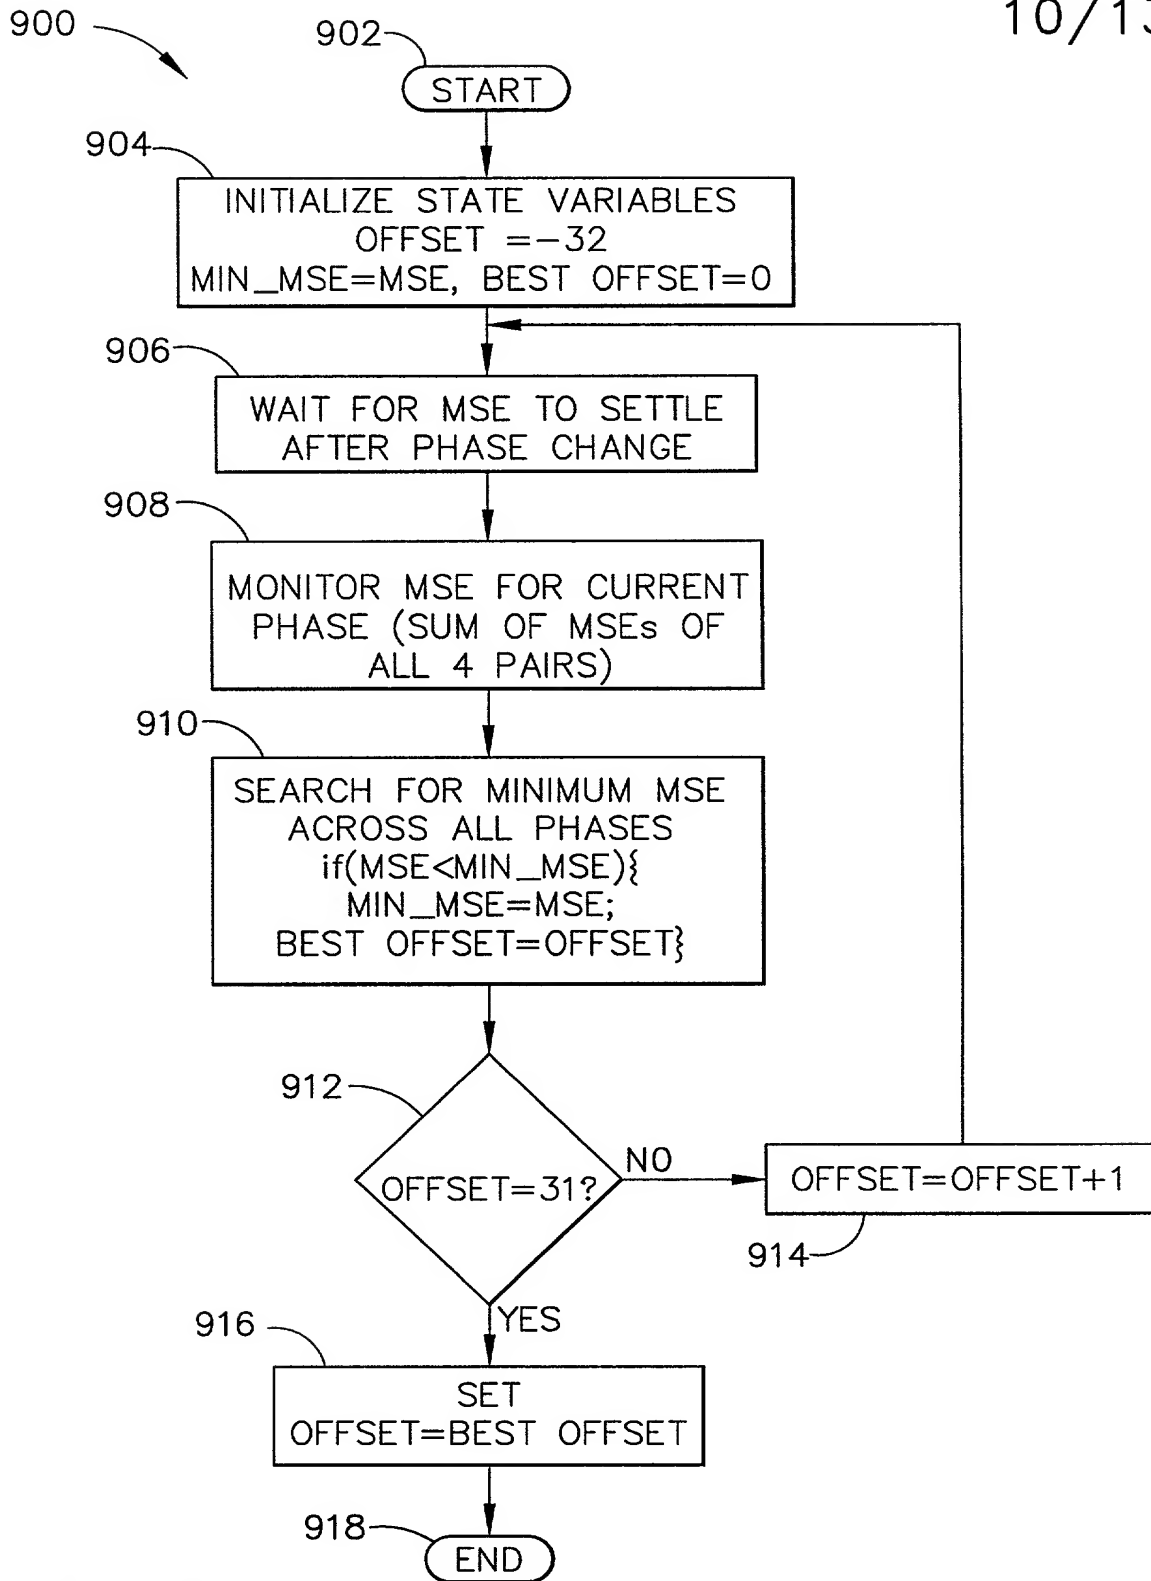 900
10/13
902
START
904
INITIALIZE STATE VARIABLES
OFFSET =-32
MIN_MSE=MSE, BEST OFFSET=0
906
WAIT FOR MSE TO SETTLE
AFTER PHASE CHANGE
908
MONITOR MSE FOR CURRENT
PHASE (SUM OF MSEs OF
ALL 4 PAIRS)
910
SEARCH FOR MINIMUM MSE
ACROSS ALL PHASES
if(MSE<MIN_MSE){
MIN_MSE=MSE;
BEST OFFSET=OFFSET}
912
OFFSET=31?
NO
OFFSET=OFFSET+1
914
YES
916
SET
OFFSET=BEST OFFSET
918
END